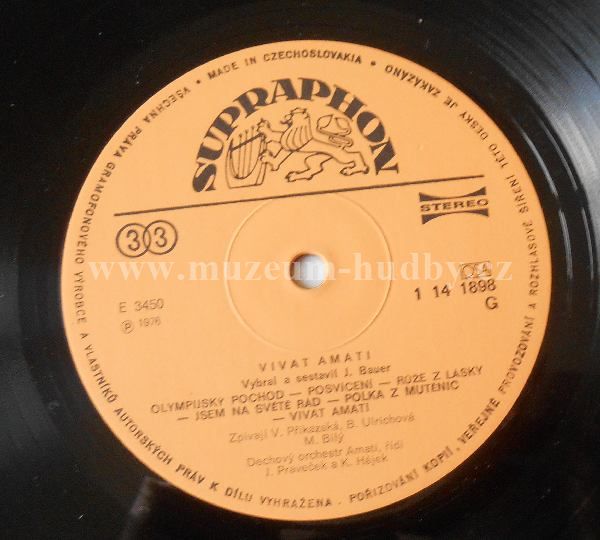 VŠECHNA PRÁVA GRAMOFONOVÉHO VÝROBCE A VLASTNÍKŮ AUTORSKÝCH PRÁV K DÍLU VYHRAŽENA. POŘIZOVÁNÍ KOPIÍ, VEŘEJNÉ PROVOZOVÁNÍ A ROZHLASOVÉ ŠÍŘENÍ TÉTO DESKY JE ZAKÁZÁNO
• MADE IN CZECHOSLOVAKIA •
SUPRAPHON
33
STEREO
www.muzeum-hudby.cz
E 3450
℗ 1976
1 14 1898
G
VIVAT AMATI
Vybral a sestavil J. Bauer
OLYMPIJSKÝ POCHOD — POSVÍCENÍ — RŮŽE Z LÁSKY
— JSEM NA SVĚTĚ RÁD — POLKA Z MUTĚNIC
— VIVAT AMATI
Zpívají V. Příkazská, B. Ulrichová
M. Bílý
Dechový orchestr Amati, řídí
J. Praveček a K. Hájek